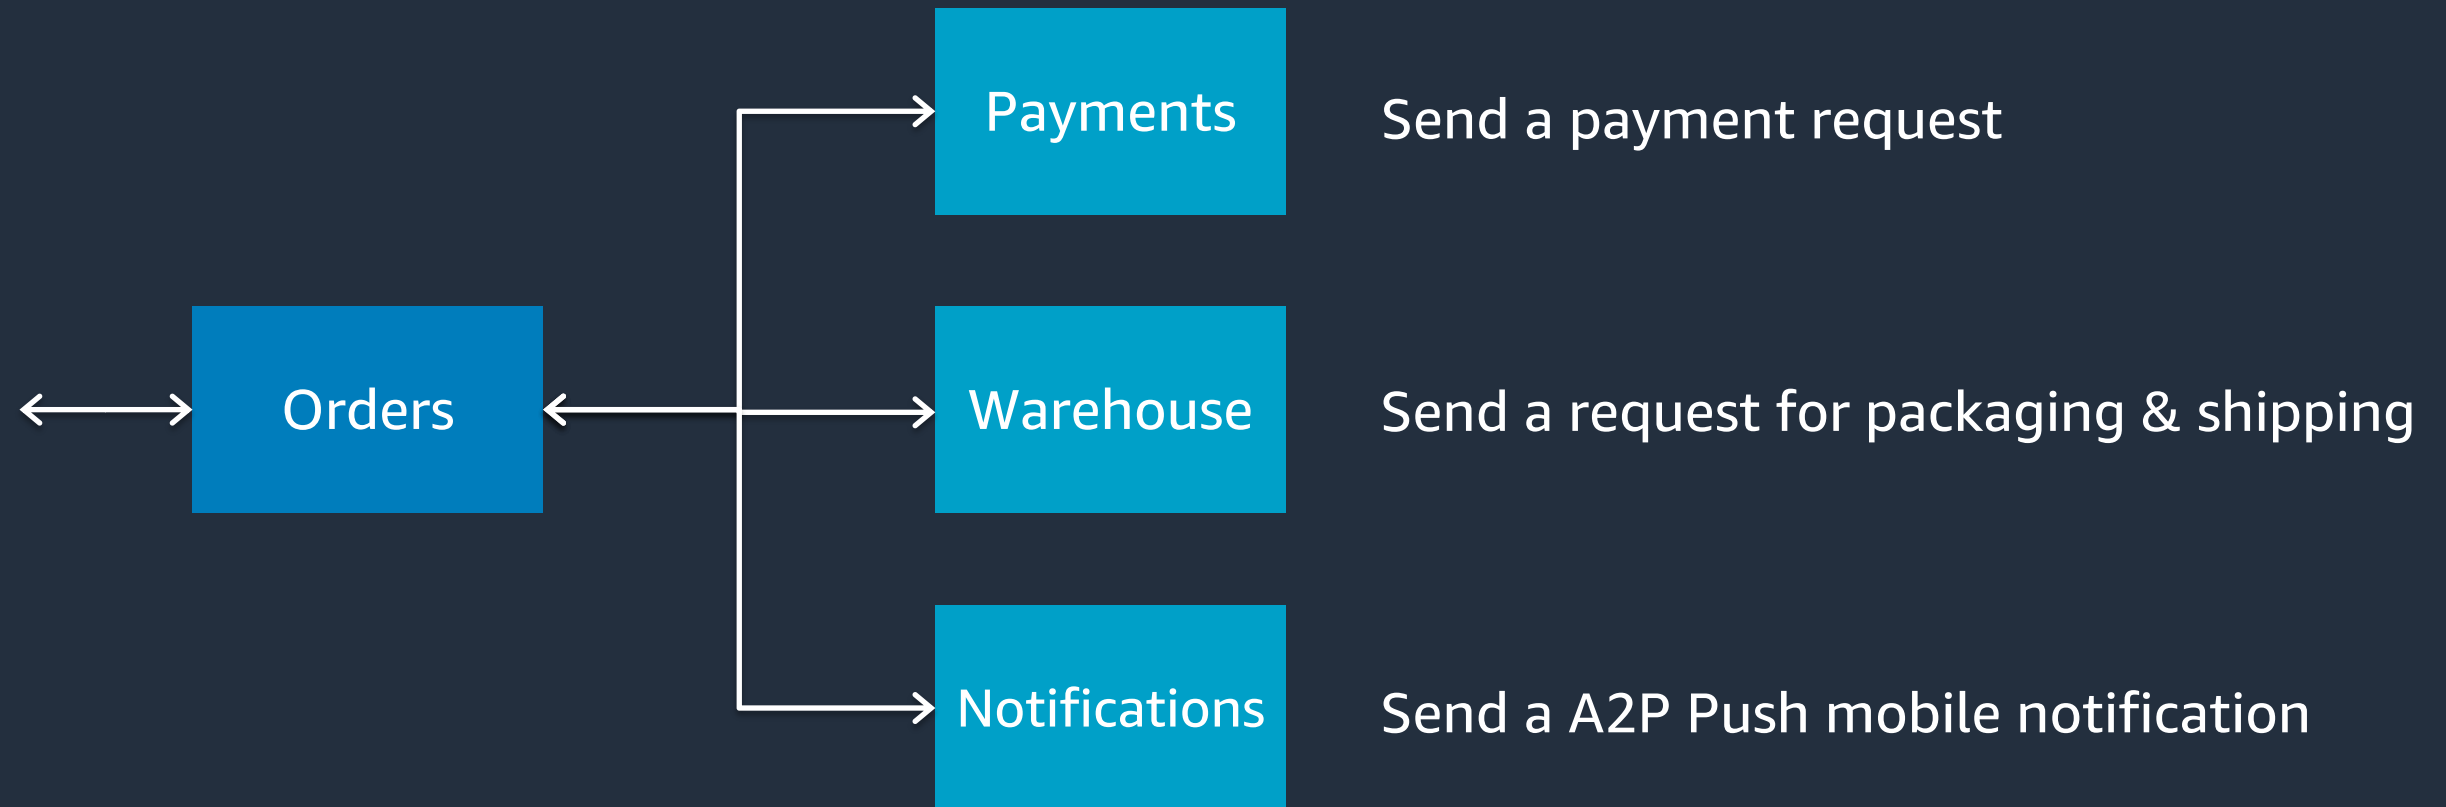 Payments
Send a payment request
Orders
Warehouse
Send a request for packaging & shipping
Notifications
Send a A2P Push mobile notification